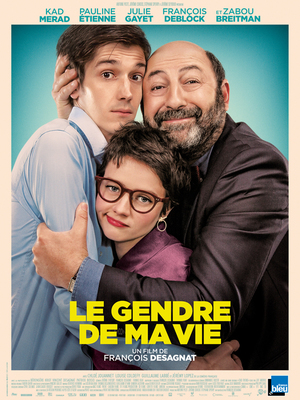 KAD MERAD
PAULINE ÉTIENNE
JULIE GAYET
FRANÇOIS DEBLOCK
ET ZABOU BREITMAN
LE GENDRE
DE MA VIE
UN FILM DE
FRANÇOIS DESAGNAT
bleu